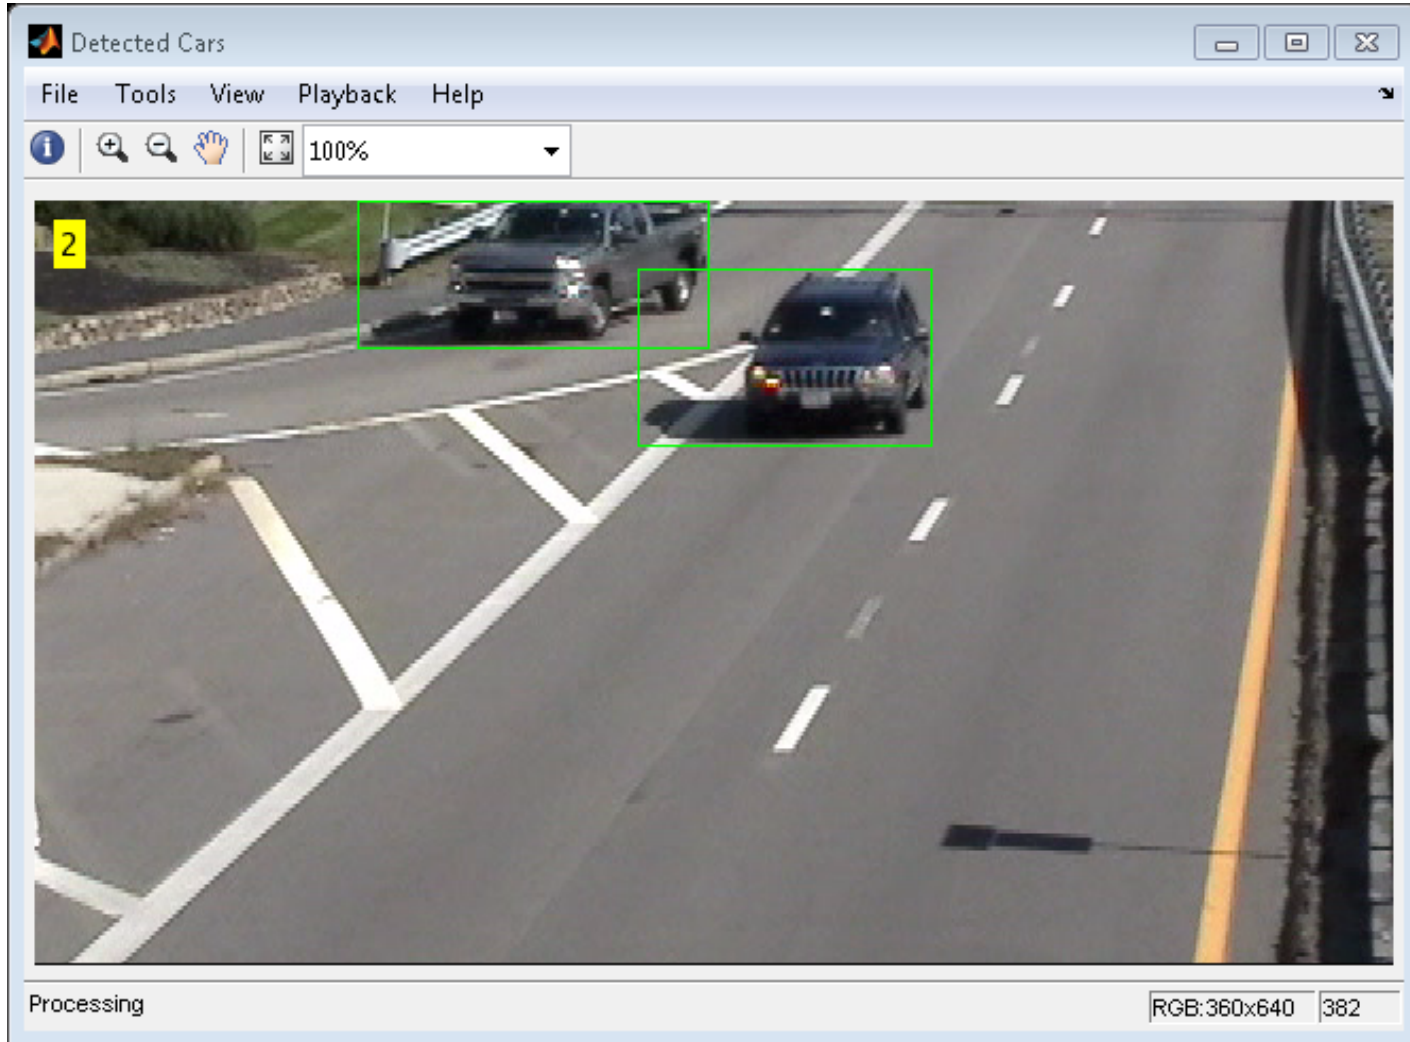 Detected Cars
File Tools View Playback Help
100%
2
Processing RGB:360x640 382